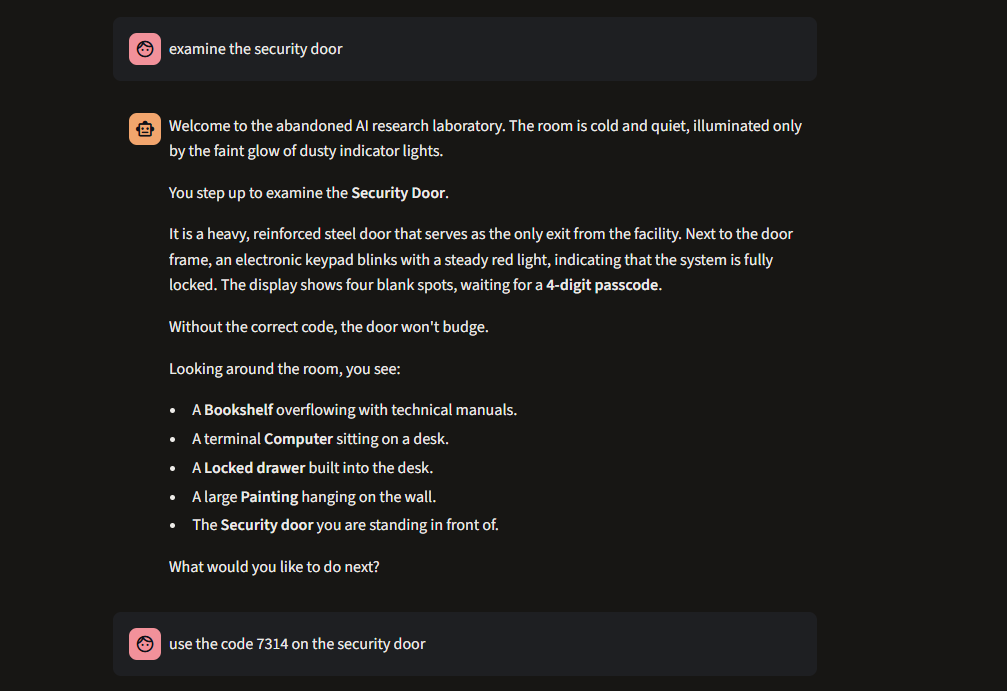 examine the security door
Welcome to the abandoned AI research laboratory. The room is cold and quiet, illuminated only
by the faint glow of dusty indicator lights.
You step up to examine the Security Door.
It is a heavy, reinforced steel door that serves as the only exit from the facility. Next to the door
frame, an electronic keypad blinks with a steady red light, indicating that the system is fully
locked. The display shows four blank spots, waiting for a 4-digit passcode.
Without the correct code, the door won't budge.
Looking around the room, you see:
• A Bookshelf overflowing with technical manuals.
• A terminal Computer sitting on a desk.
• A Locked drawer built into the desk.
• A large Painting hanging on the wall.
• The Security door you are standing in front of.
What would you like to do next?
use the code 7314 on the security door